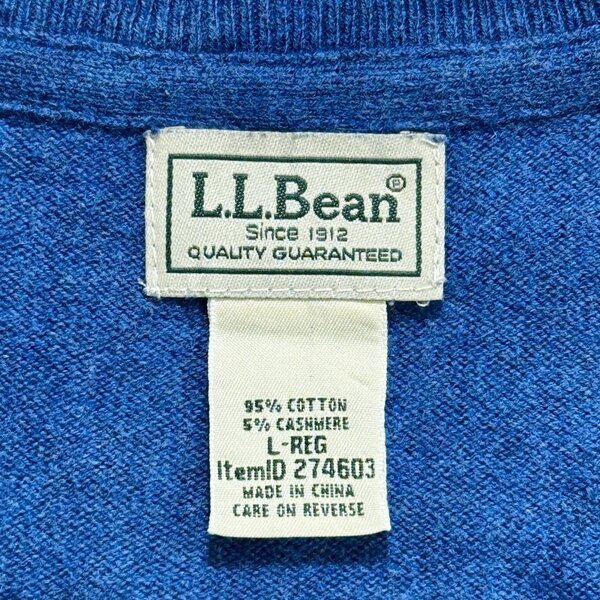 L.L.Bean®
Since 1912
QUALITY GUARANTEED
95% COTTON
5% CASHMERE
L-REG
ItemID 274603
MADE IN CHINA
CARE ON REVERSE